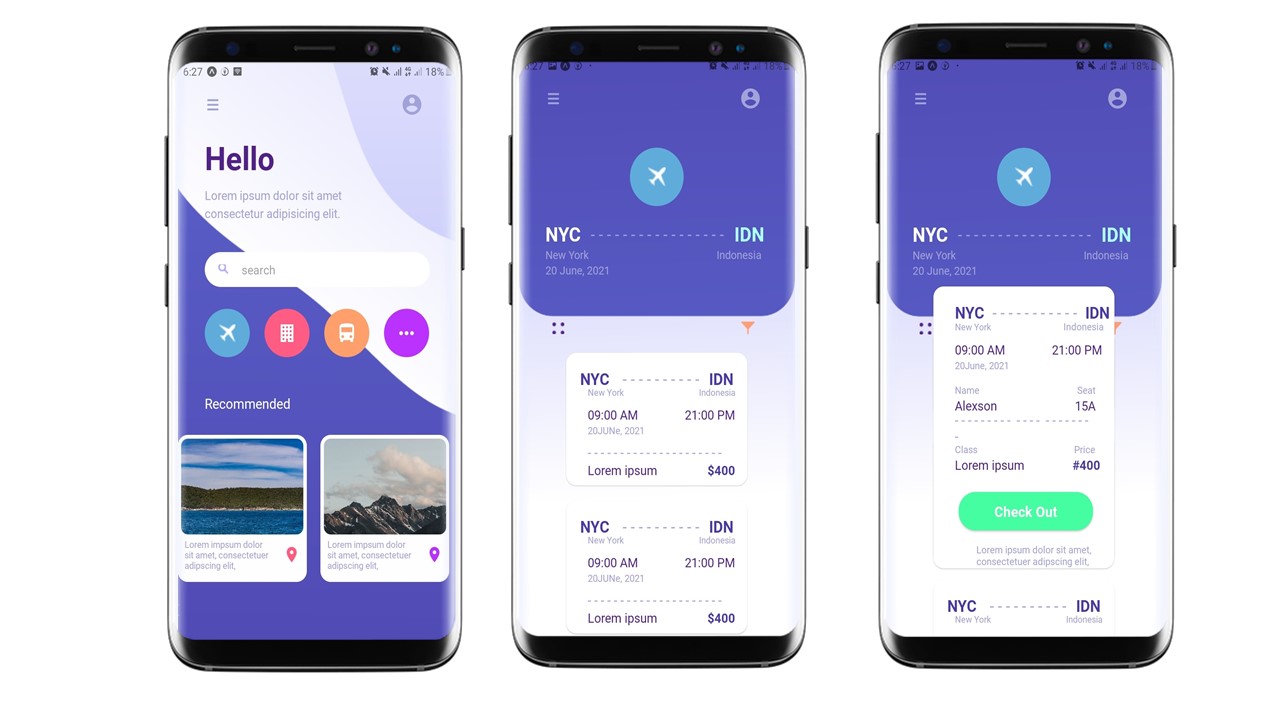 6:27
18%
Hello
Lorem ipsum dolor sit amet
consectetur adipisicing elit.
search
Recommended
Lorem impsum dolor
sit amet, consectetuer
adipscing elit,
Lorem impsum dolor
sit amet, consectetuer
adipscing elit,
6:27
18%
NYC IDN
New York Indonesia
20 June, 2021
NYC IDN
New York Indonesia
09:00 AM 21:00 PM
20JUNe, 2021
Lorem ipsum $400
NYC IDN
New York Indonesia
09:00 AM 21:00 PM
20JUNe, 2021
Lorem ipsum $400
6:27
18%
NYC IDN
New York Indonesia
20 June, 2021
NYC IDN
New York Indonesia
09:00 AM 21:00 PM
20June, 2021
Name Seat
Alexson 15A
Class Price
Lorem ipsum #400
Check Out
Lorem ipsum dolor sit amet,
consectetuer adipscing elit,
NYC IDN
New York Indonesia